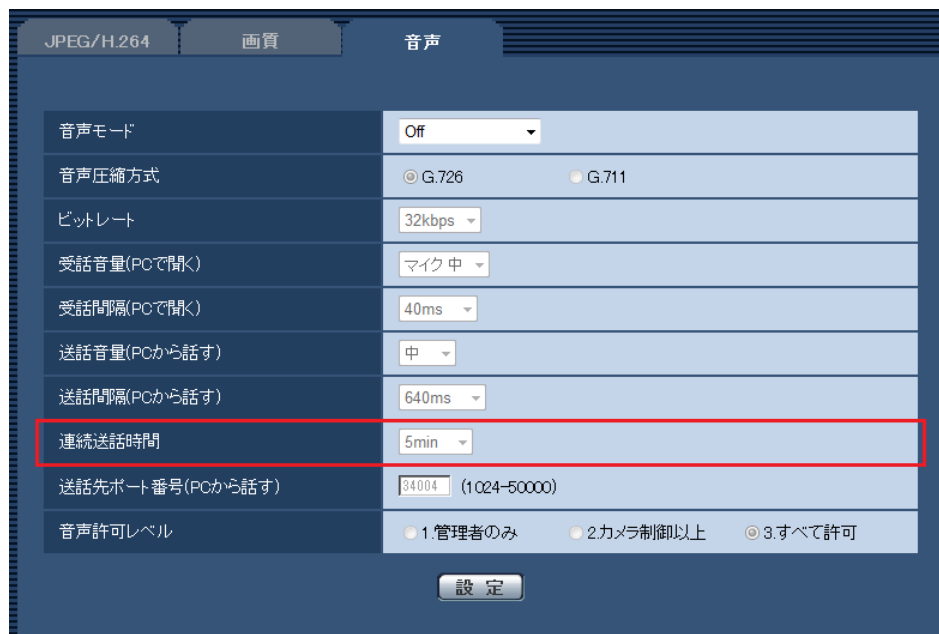 JPEG/H.264 画質 音声
音声モード Off
音声圧縮方式 G.726 G.711
ビットレート 32kbps
受話音量(PCで聞く) マイク 中
受話間隔(PCで聞く) 40ms
送話音量(PCから話す) 中
送話間隔(PCから話す) 640ms
連続送話時間 5min
送話先ポート番号(PCから話す) 34004 (1024-50000)
音声許可レベル 1.管理者のみ 2.カメラ制御以上 3.すべて許可
設定